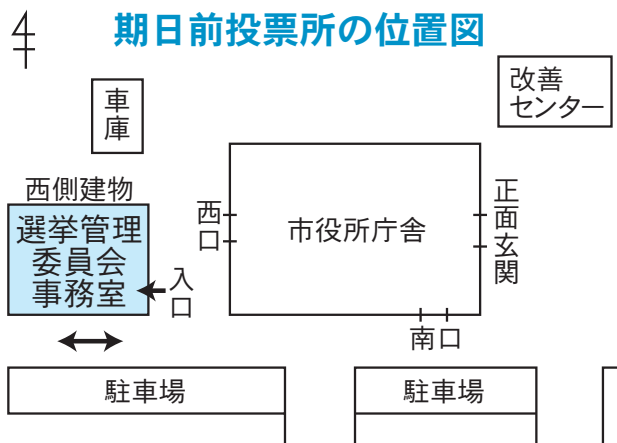 期日前投票所の位置図
改善
センター
車庫
西側建物
選挙管理
委員会
事務室
入口
西口
市役所庁舎
正面玄関
南口
駐車場
駐車場